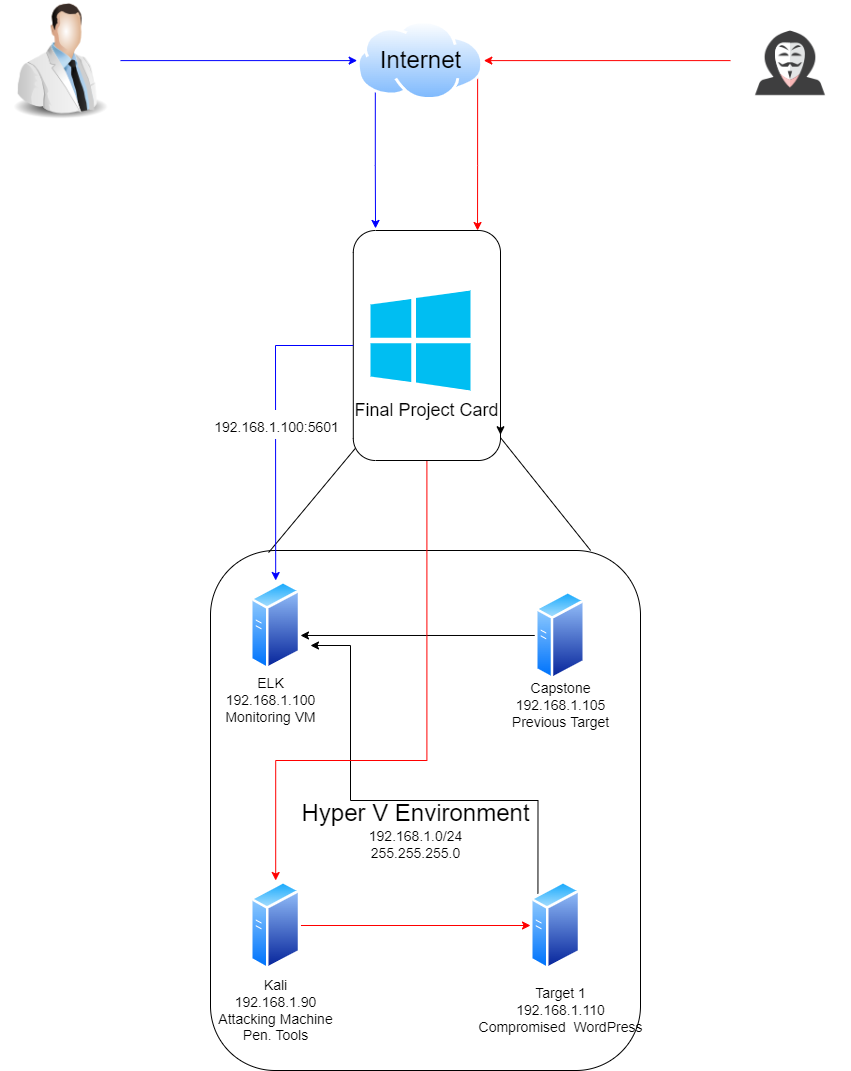 Internet
Final Project Card
192.168.1.100:5601
ELK
192.168.1.100
Monitoring VM
Capstone
192.168.1.105
Previous Target
Hyper V Environment
192.168.1.0/24
255.255.255.0
Kali
192.168.1.90
Attacking Machine
Pen. Tools
Target 1
192.168.1.110
Compromised  WordPress